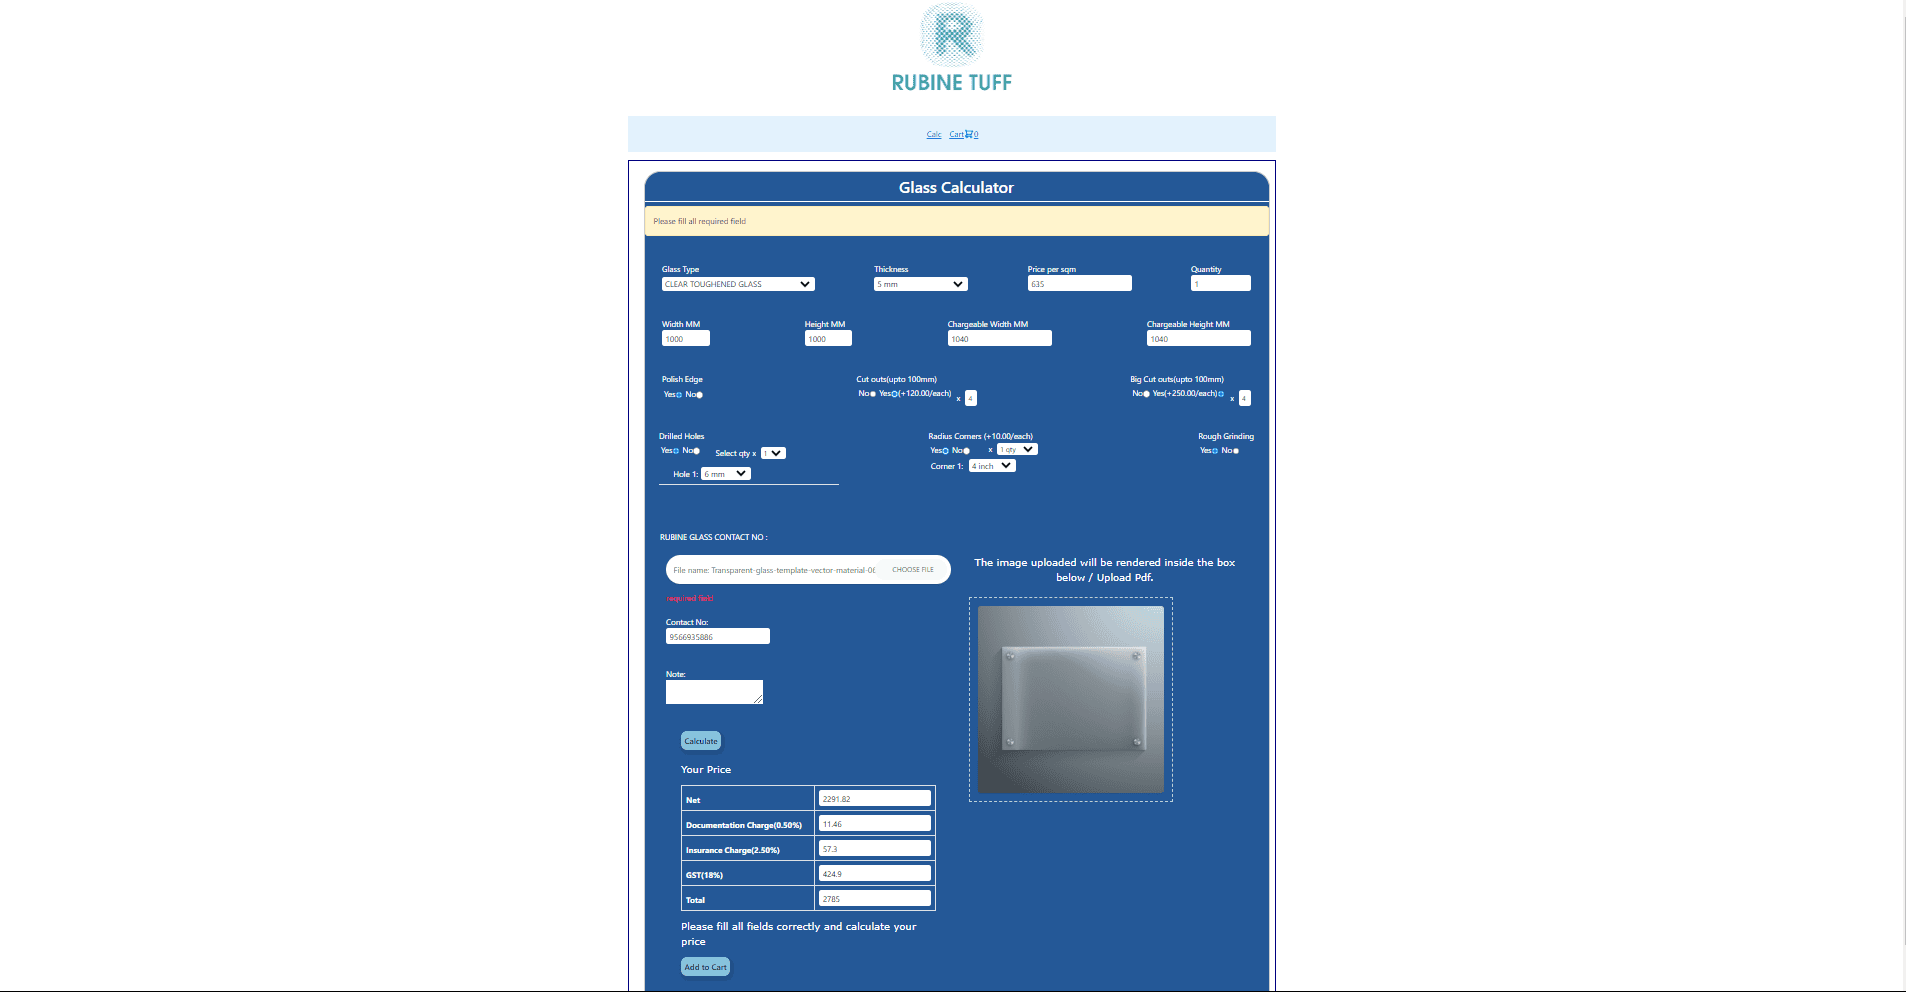 R
RUBINE TUFF
Calc Cart 0
Glass Calculator
Please fill all required field
Glass Type Thickness Price per sqm Quantity
CLEAR TOUGHENED GLASS 5 mm 635 1
Width MM Height MM Chargeable Width MM Chargeable Height MM
1000 1000 1040 1040
Polish Edge Cut outs(upto 100mm) Big Cut outs(upto 100mm)
Yes No No Yes (+120.00/each) x 4 No Yes(+250.00/each) x 4
Drilled Holes Radius Corners (+10.00/each) Rough Grinding
Yes No Select qty x 1 Yes No x 1 qty Yes No
Hole 1: 6 mm Corner 1: 4 inch
RUBINE GLASS CONTACT NO :
File name: Transparent-glass-template-vector-material-06 CHOOSE FILE
required field
Contact No:
9566935886
Note:
The image uploaded will be rendered inside the box
below / Upload Pdf.
Calculate
Your Price
Net 2291.82
Documentation Charge(0.50%) 11.46
Insurance Charge(2.50%) 57.3
GST(18%) 424.9
Total 2785
Please fill all fields correctly and calculate your
price
Add to Cart